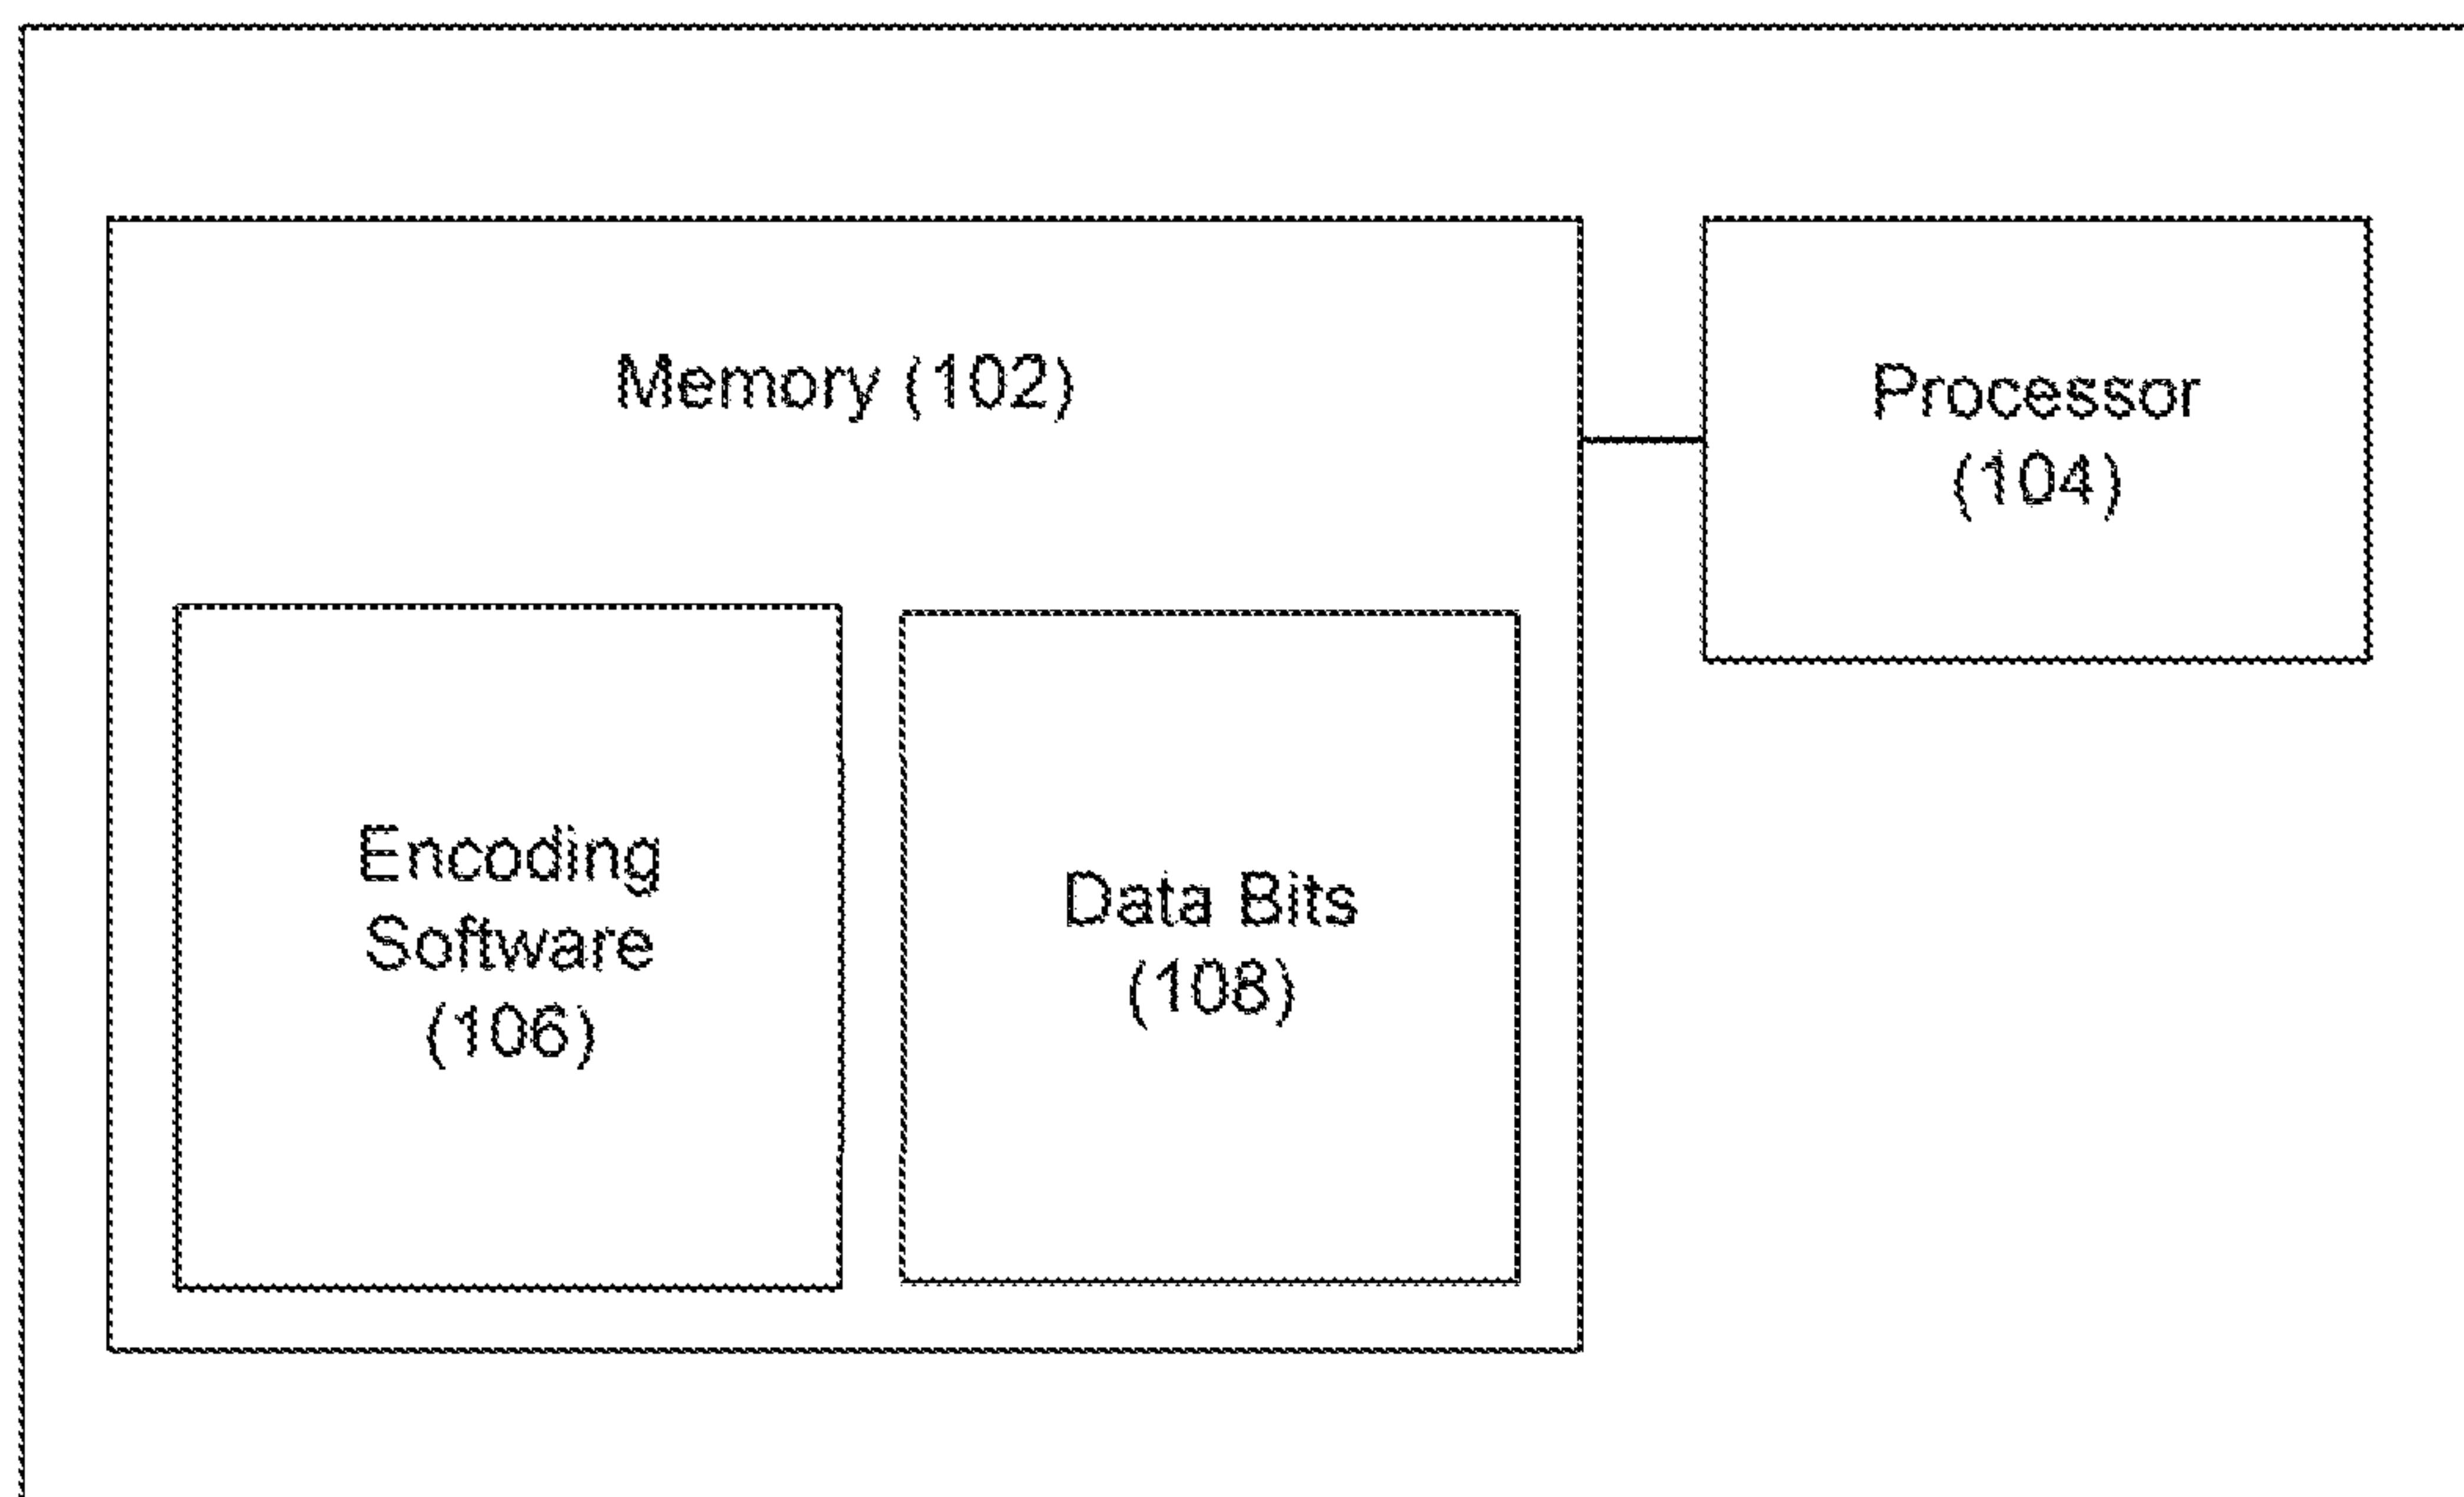 Memory (102)
Processor
(104)
Encoding
Software
(106)
Data Bits
(108)